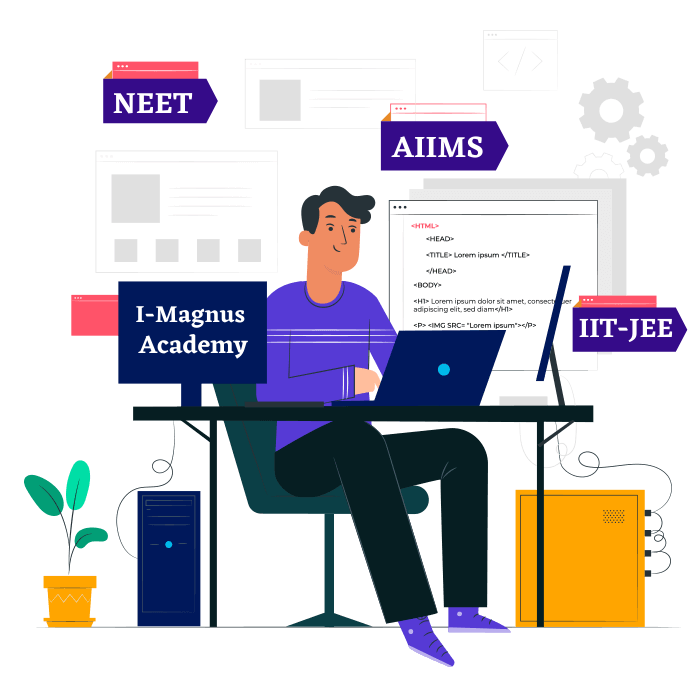 NEET
AIIMS
<HTML>
<HEAD>
<TITLE> Lorem ipsum </TITLE>
</HEAD>
<BODY>
<H1> Lorem ipsum dolor sit amet, consectetuer
adipiscing elit, sed diam</H1>
<P> <IMG SRC= "Lorem ipsum"></P>
I-Magnus
Academy
IIT-JEE